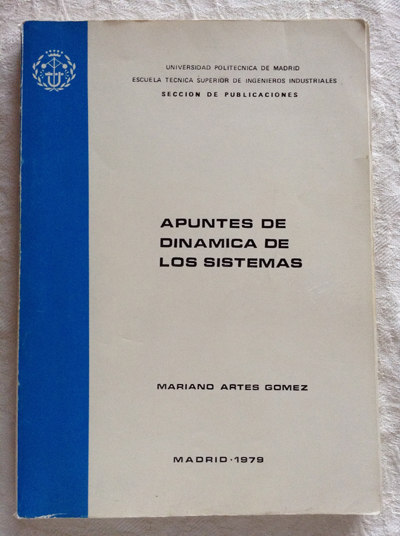 UNIVERSIDAD POLITECNICA DE MADRID
ESCUELA TECNICA SUPERIOR DE INGENIEROS INDUSTRIALES
SECCION DE PUBLICACIONES
APUNTES DE
DINAMICA DE
LOS SISTEMAS
MARIANO ARTES GOMEZ
MADRID-1979